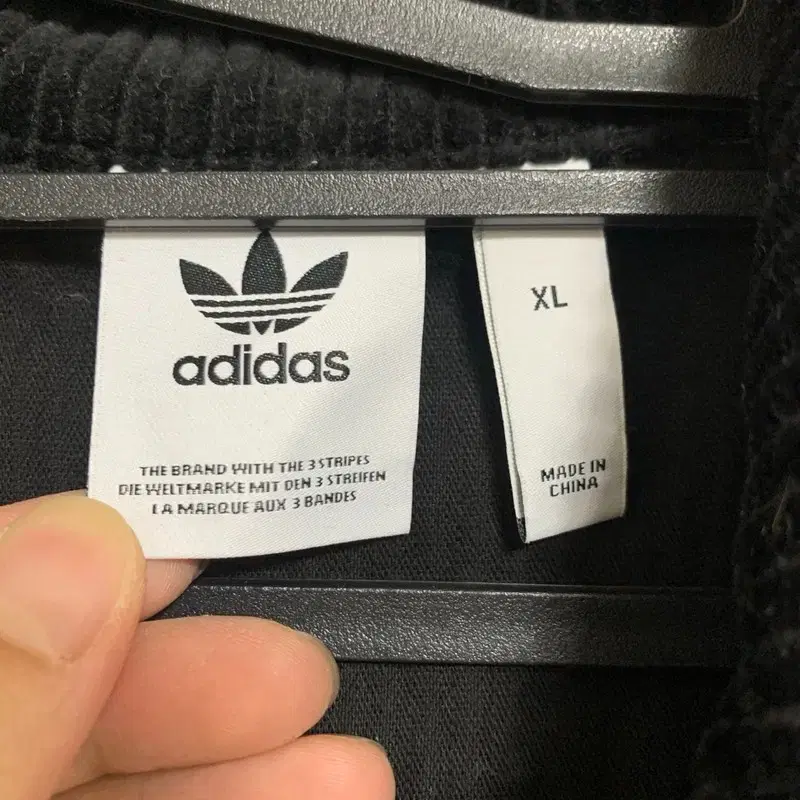 adidas
THE BRAND WITH THE 3 STRIPES
DIE WELTMARKE MIT DEN 3 STREIFEN
LA MARQUE AUX 3 BANDES
XL
MADE IN
CHINA